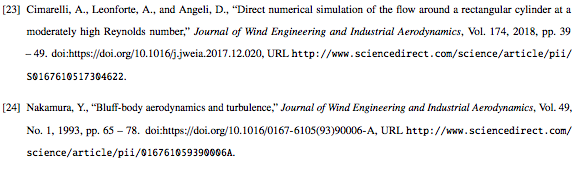 [23] Cimarelli, A., Leonforte, A., and Angeli, D., “Direct numerical simulation of the flow around a rectangular cylinder at a
moderately high Reynolds number,” Journal of Wind Engineering and Industrial Aerodynamics, Vol. 174, 2018, pp. 39
– 49. doi:https://doi.org/10.1016/j.jweia.2017.12.020, URL http://www.sciencedirect.com/science/article/pii/
S0167610517304622.
[24] Nakamura, Y., “Bluff-body aerodynamics and turbulence,” Journal of Wind Engineering and Industrial Aerodynamics, Vol. 49,
No. 1, 1993, pp. 65 – 78. doi:https://doi.org/10.1016/0167-6105(93)90006-A, URL http://www.sciencedirect.com/
science/article/pii/016761059390006A.